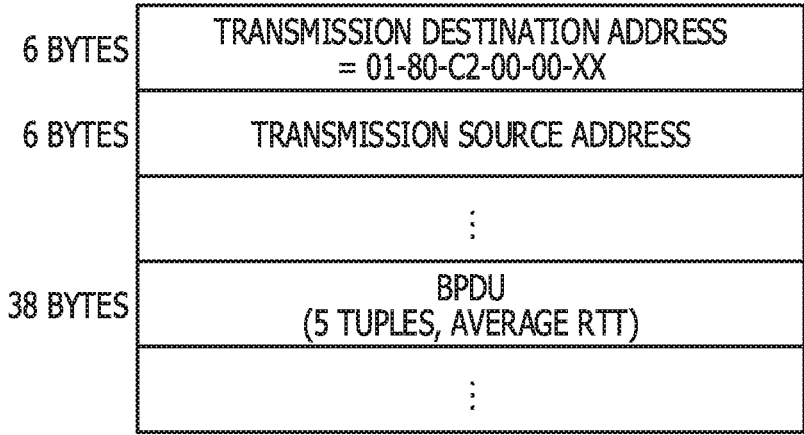 6 BYTES
TRANSMISSION DESTINATION ADDRESS
= 01-80-C2-00-00-XX
6 BYTES
TRANSMISSION SOURCE ADDRESS
⋮
38 BYTES
BPDU
(5 TUPLES, AVERAGE RTT)
⋮